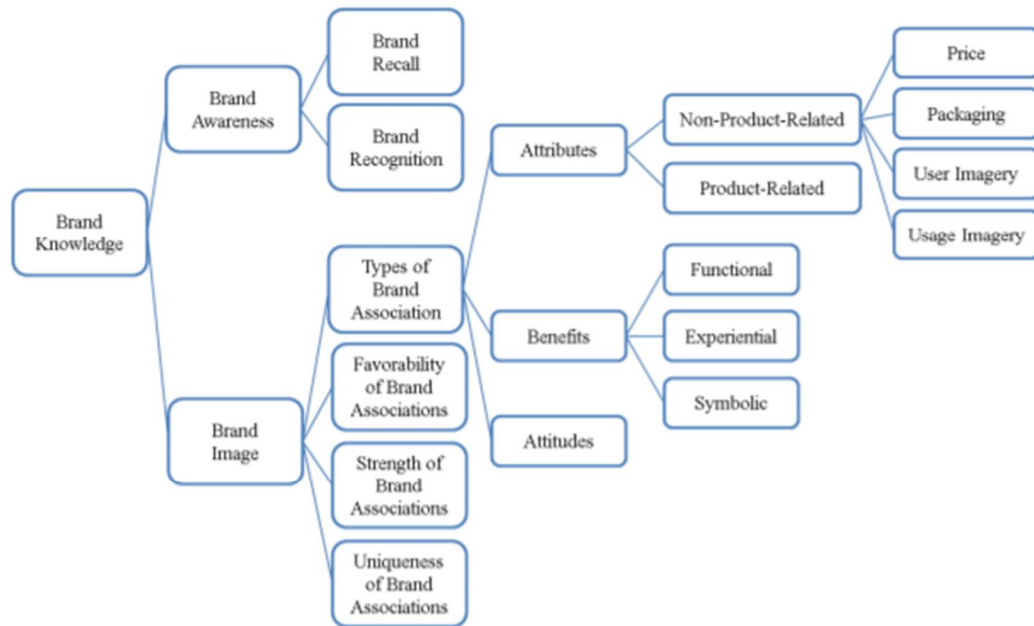 Brand
Knowledge
Brand
Awareness
Brand
Image
Brand
Recall
Brand
Recognition
Types of
Brand
Association
Favorability
of Brand
Associations
Strength of
Brand
Associations
Uniqueness
of Brand
Associations
Attributes
Benefits
Attitudes
Non-Product-Related
Product-Related
Functional
Experiential
Symbolic
Price
Packaging
User Imagery
Usage Imagery